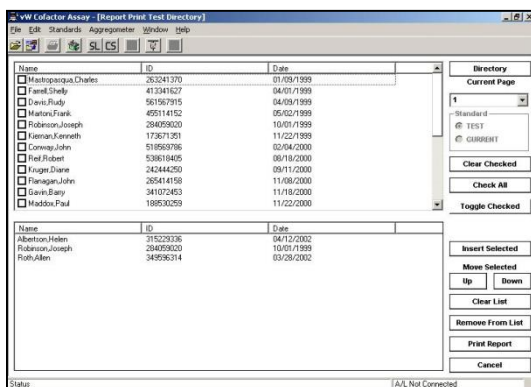 vW Cofactor Assay - [Report Print Test Directory]
File Edit Standards Aggregometer Window Help
SL CS
Name ID Date
Mastropasqua,Charles 263241370 01/09/1999
Farrell,Shelly 413341627 04/01/1999
Davis,Rudy 561567915 04/09/1999
Martoni,Frank 455114152 05/02/1999
Robinson,Joseph 284059020 10/01/1999
Kiernan,Kenneth 173671351 11/22/1999
Conway,John 518569786 02/04/2000
Reif,Robert 538618405 08/18/2000
Kruger,Diane 242444250 09/11/2000
Flanagan,John 265414158 11/08/2000
Gavin,Barry 341072453 11/18/2000
Maddox,Paul 188530259 11/22/2000
Directory
Current Page
1
Standard
TEST
CURRENT
Clear Checked
Check All
Toggle Checked
Name ID Date
Albertson,Helen 315229336 04/12/2002
Robinson,Joseph 284059020 10/01/1999
Roth,Allen 349596314 03/28/2002
Insert Selected
Move Selected
Up Down
Clear List
Remove From List
Print Report
Cancel
Status A/L Not Connected